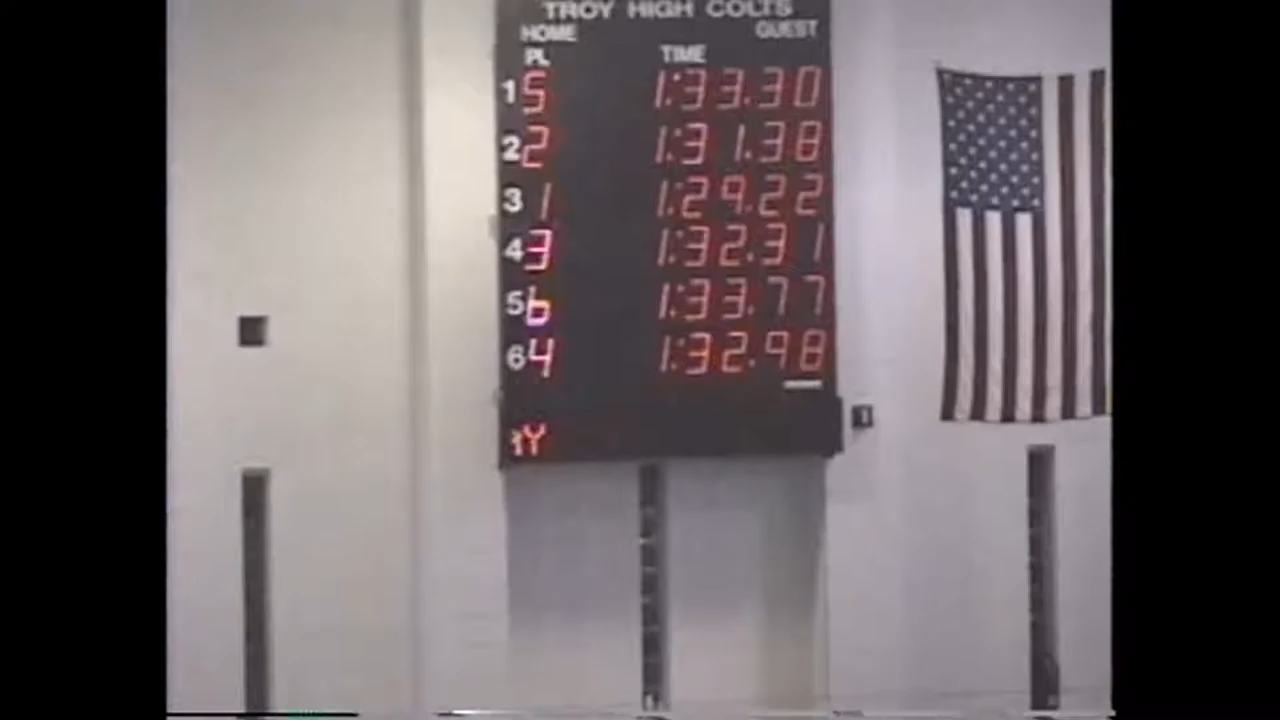 TROY HIGH COLTS
HOME GUEST
PL TIME
1 5 1:33.30
2 2 1:31.38
3 1 1:29.22
4 3 1:32.31
5 6 1:33.77
6 4 1:32.98